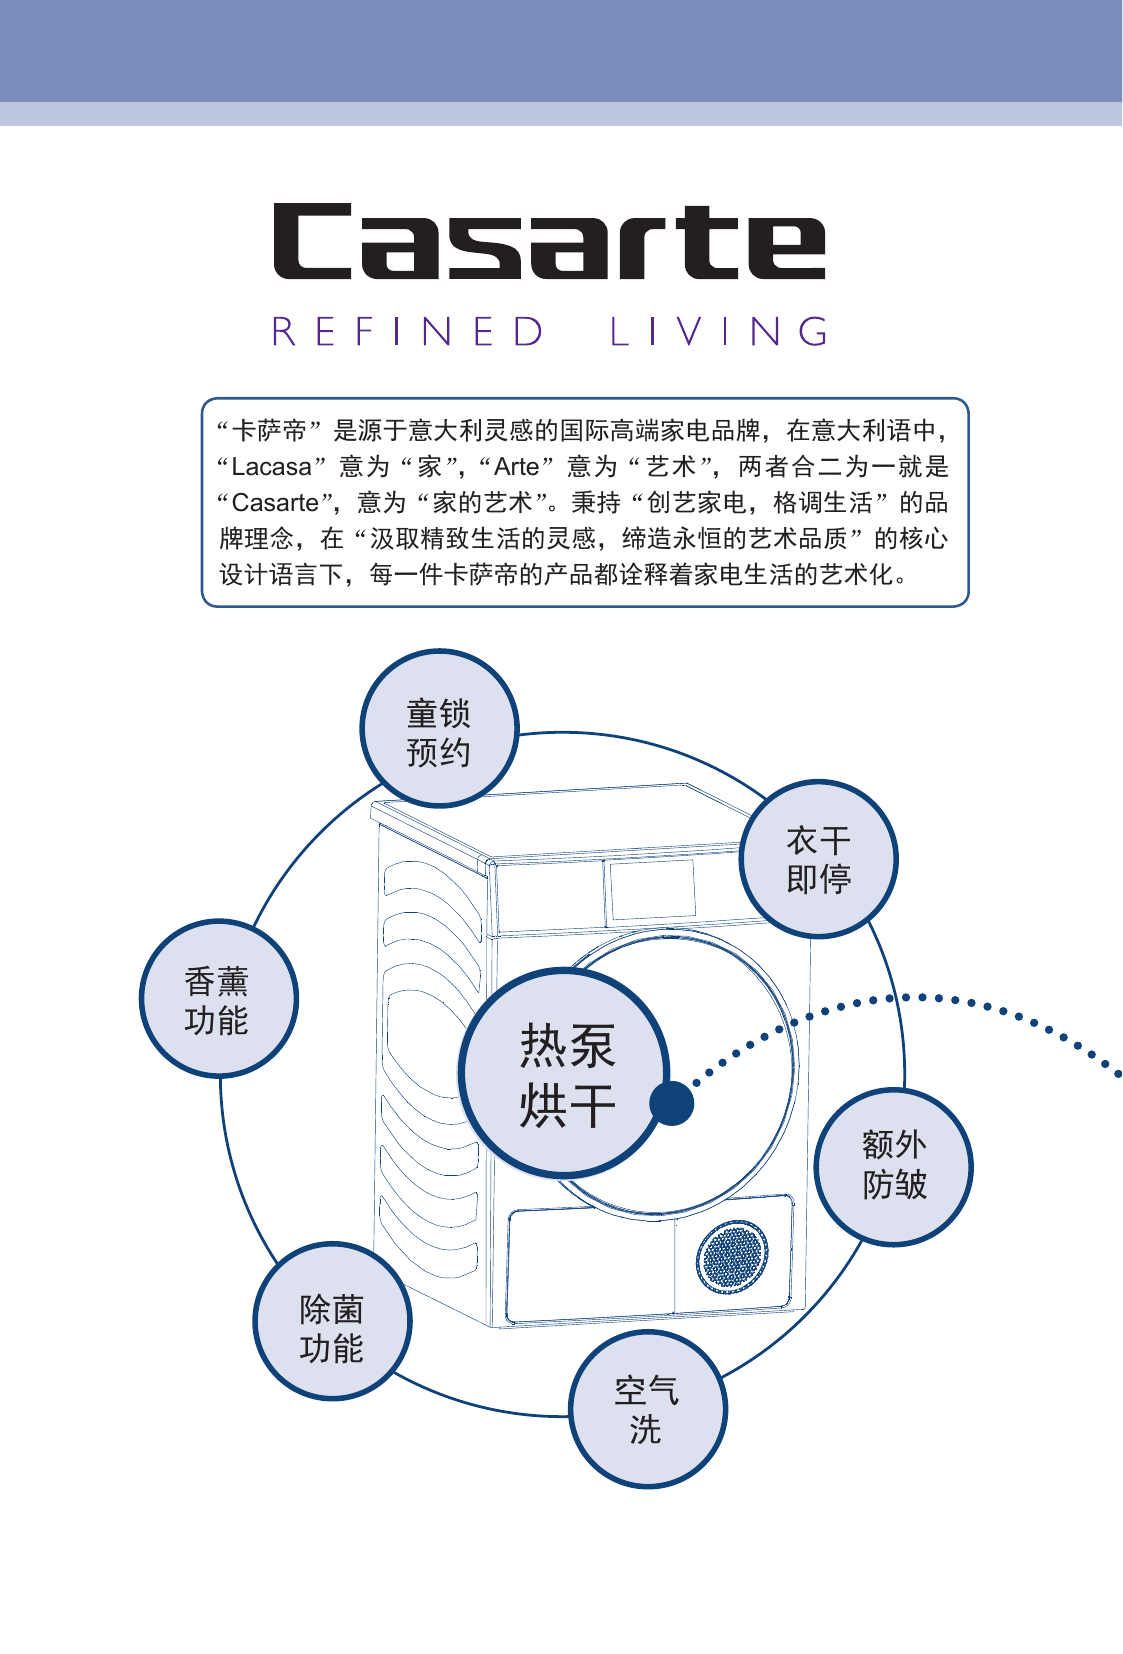 Casarte
REFINED LIVING
“卡萨帝”是源于意大利灵感的国际高端家电品牌，在意大利语中，
“Lacasa”意为“家”，“Arte”意为“艺术”，两者合二为一就是
“Casarte”，意为“家的艺术”。秉持“创艺家电，格调生活”的品
牌理念，在“汲取精致生活的灵感，缔造永恒的艺术品质”的核心
设计语言下，每一件卡萨帝的产品都诠释着家电生活的艺术化。
童锁
预约
衣干
即停
香薰
功能
热泵
烘干
额外
防皱
除菌
功能
空气
洗